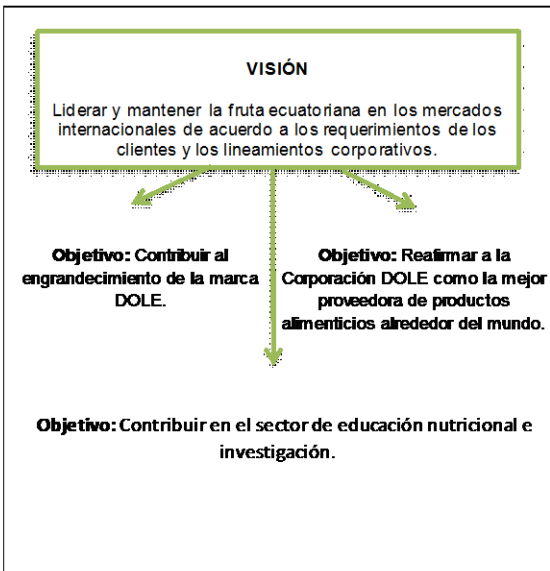 VISIÓN
Liderar y mantener la fruta ecuatoriana en los mercados
internacionales de acuerdo a los requerimientos de los
clientes y los lineamientos corporativos.
Objetivo: Contribuir al
engrandecimiento de la marca
DOLE.
Objetivo: Reafirmar a la
Corporación DOLE como la mejor
proveedora de productos
alimenticios alrededor del mundo.
Objetivo: Contribuir en el sector de educación nutricional e
investigación.